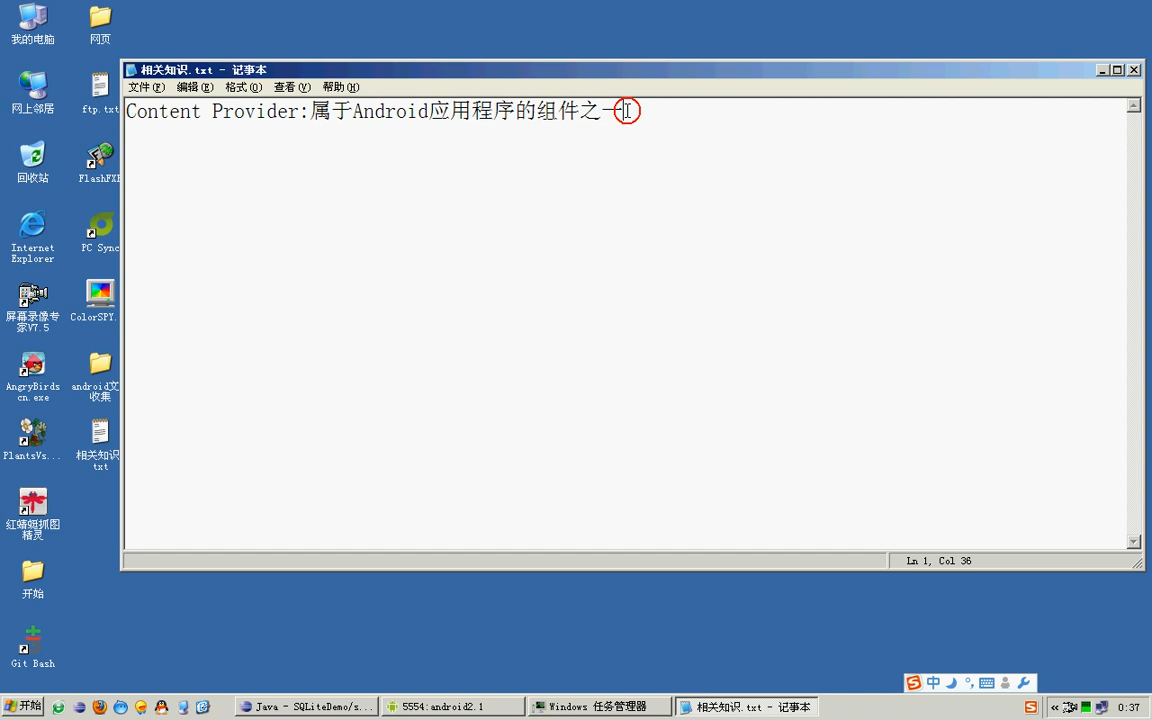 我的电脑
网页
网上邻居
ftp.txt
回收站
FlashFXP
Internet
Explorer
PC Sync
屏幕录像专
家V7.5
ColorSPY.
AngryBirds
cn.exe
android文
收集
PlantsVs...
相关知识
txt
红蜻蜓抓图
精灵
开始
Git Bash
相关知识.txt - 记事本
文件(F) 编辑(E) 格式(O) 查看(V) 帮助(H)
Content Provider:属于Android应用程序的组件之一
Ln 1, Col 36
中
开始
Java - SQLiteDemo/s...
5554:android2.1
Windows 任务管理器
相关知识.txt - 记事本
0:37